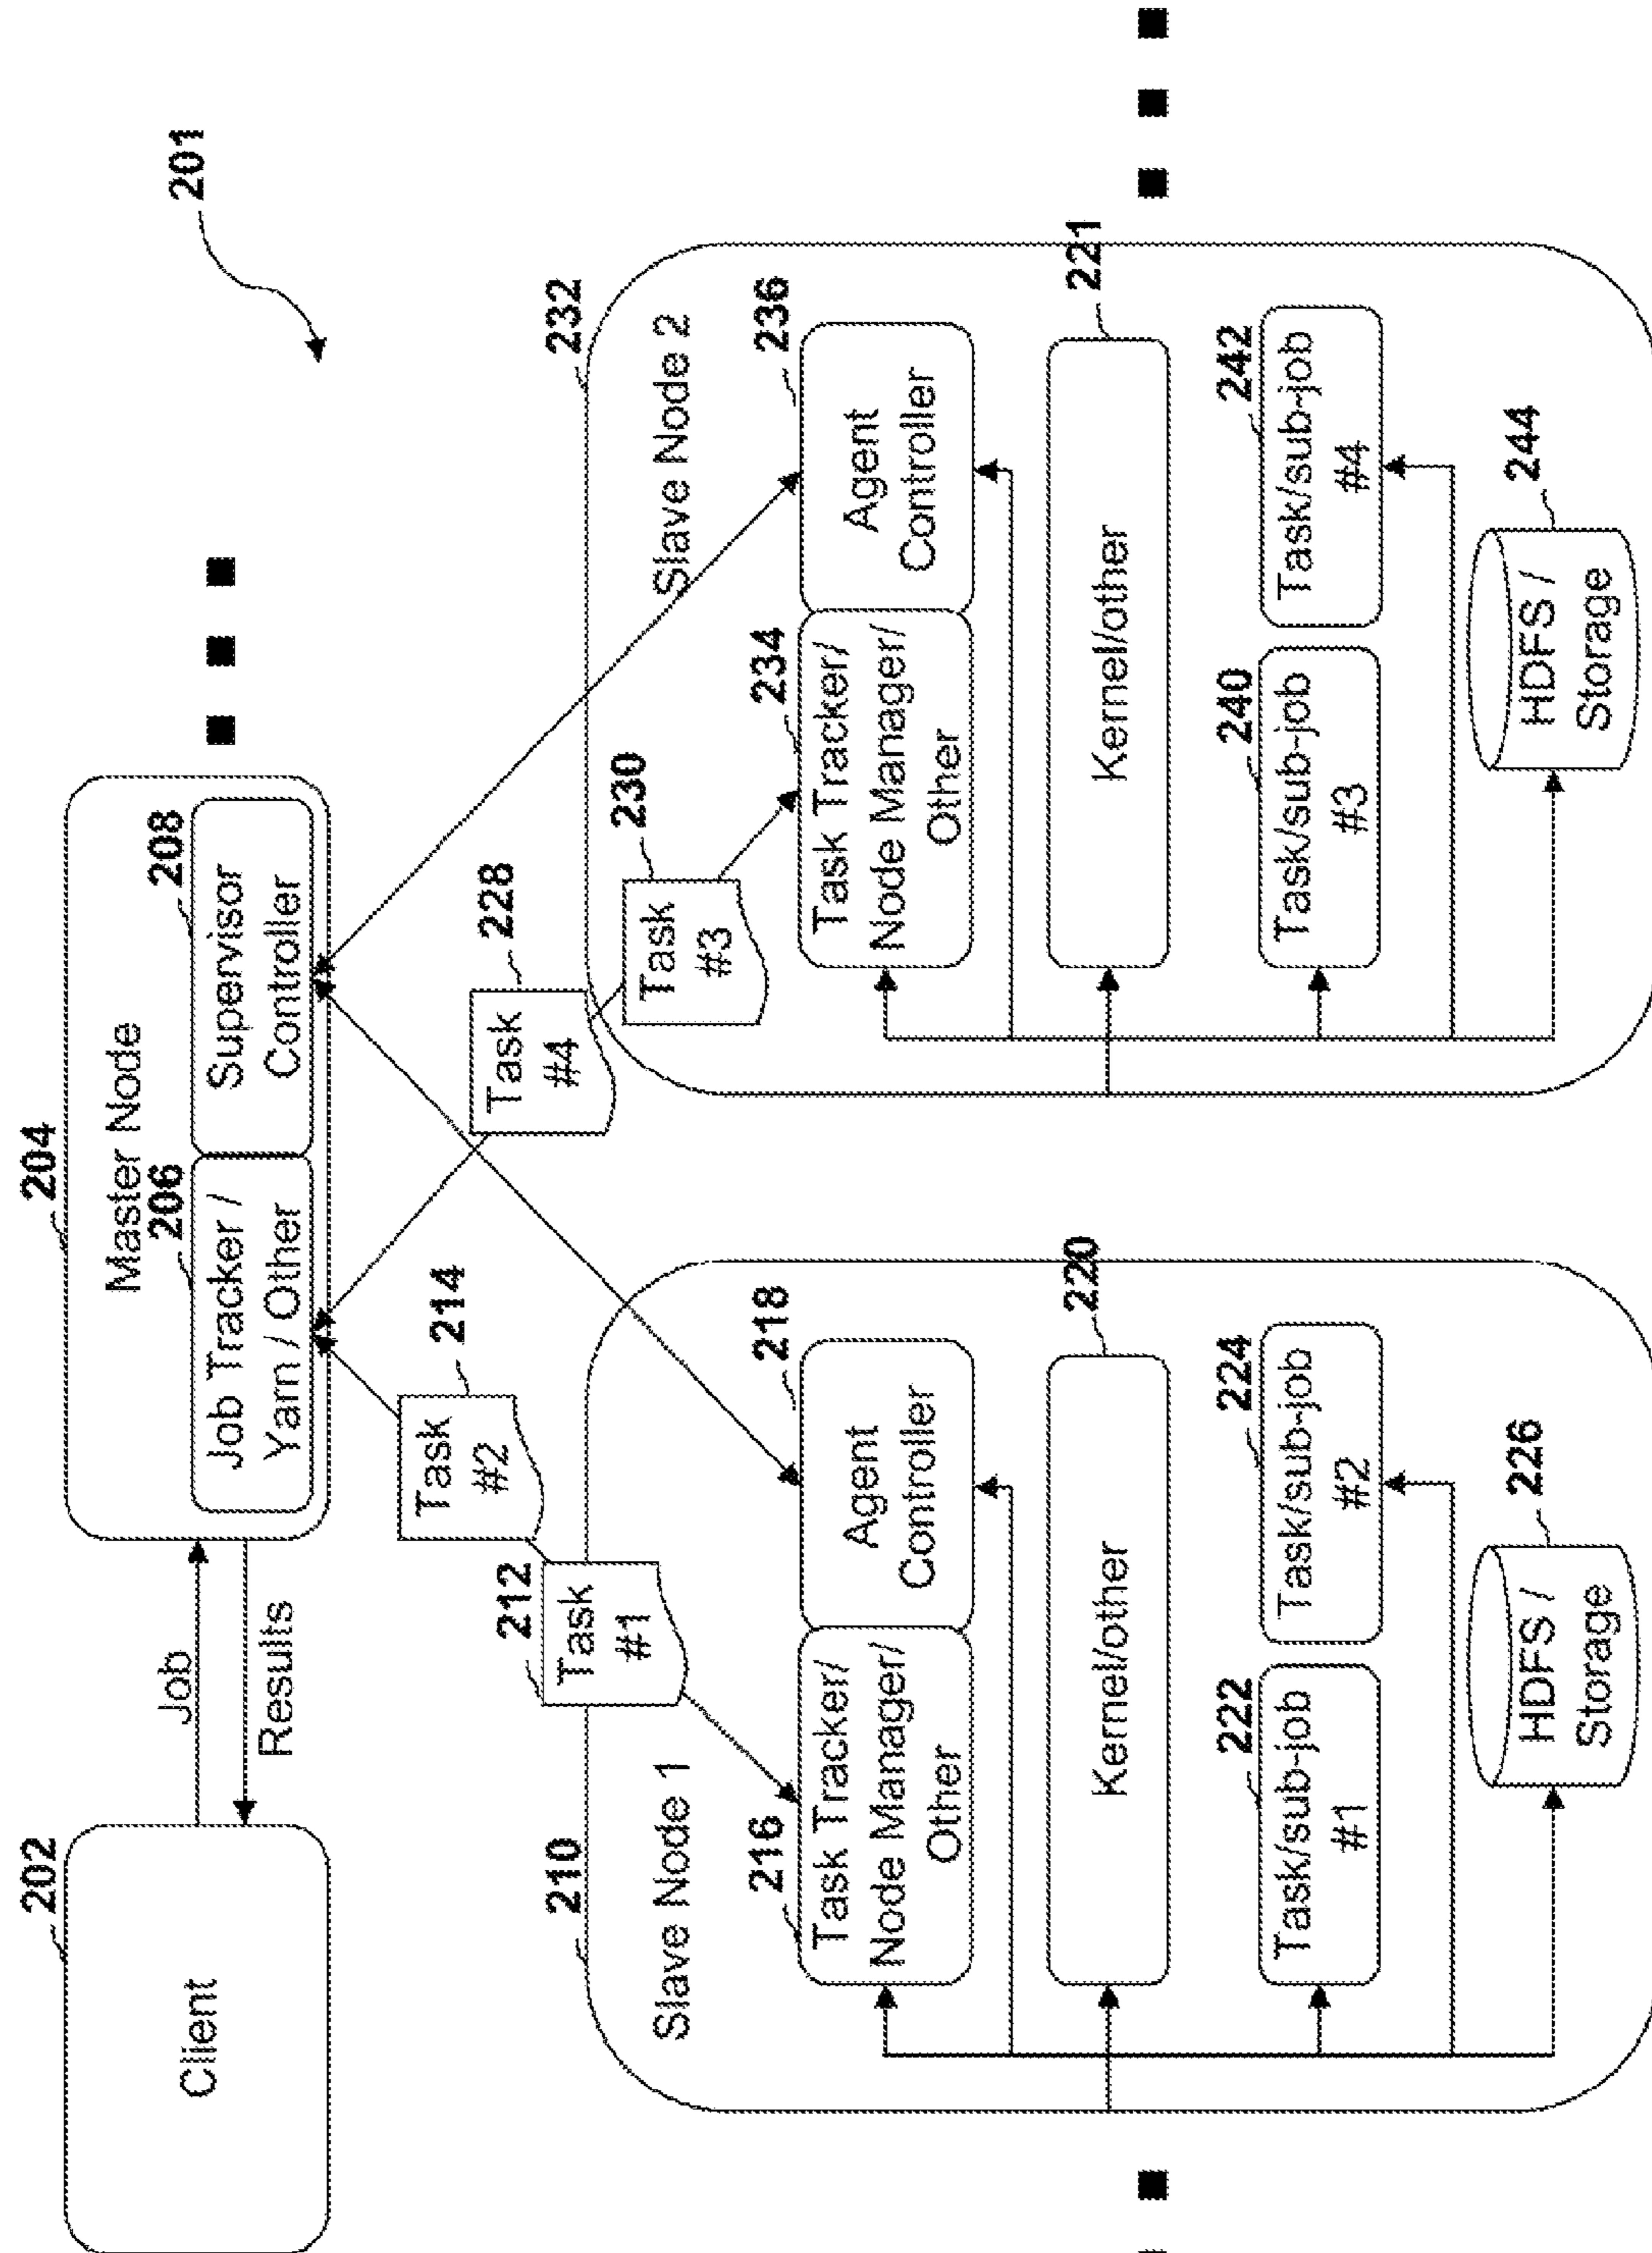 202
Client
Job
Results
204
Master Node
206
Job Tracker /
Yarn / Other
208
Supervisor
Controller
201
214
Task
#2
212
Task
#1
228
Task
#4
230
Task
#3
210
Slave Node 1
216
Task Tracker/
Node Manager/
Other
218
Agent
Controller
220
Kernel/other
222
Task/sub-job
#1
224
Task/sub-job
#2
226
HDFS /
Storage
232
Slave Node 2
234
Task Tracker/
Node Manager/
Other
236
Agent
Controller
221
Kernel/other
240
Task/sub-job
#3
242
Task/sub-job
#4
244
HDFS /
Storage